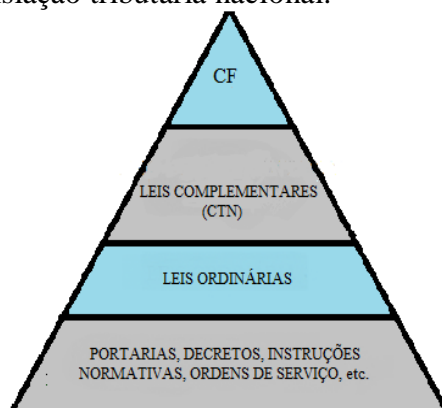 tributária nacional.
CF
LEIS COMPLEMENTARES
(CTN)
LEIS ORDINÁRIAS
PORTARIAS, DECRETOS, INSTRUÇÕES
NORMATIVAS, ORDENS DE SERVIÇO, etc.